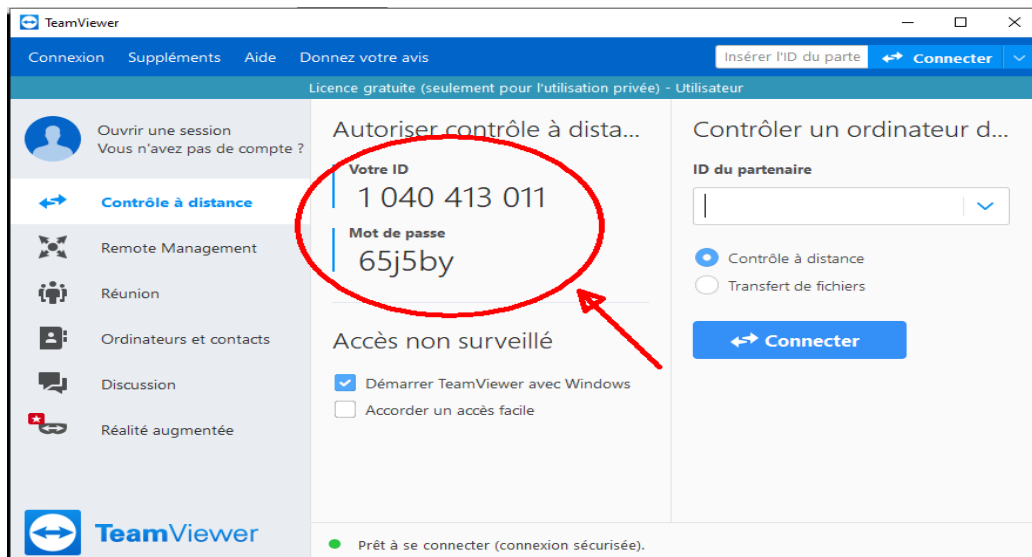 TeamViewer
Connexion Suppléments Aide Donnez votre avis
Insérer l'ID du parte
Connecter
Licence gratuite (seulement pour l'utilisation privée) - Utilisateur
Ouvrir une session
Vous n'avez pas de compte ?
Contrôle à distance
Remote Management
Réunion
Ordinateurs et contacts
Discussion
Réalité augmentée
TeamViewer
Autoriser contrôle à dista...
Votre ID
1 040 413 011
Mot de passe
65j5by
Accès non surveillé
Démarrer TeamViewer avec Windows
Accorder un accès facile
Contrôler un ordinateur d...
ID du partenaire
Contrôle à distance
Transfert de fichiers
Connecter
Prêt à se connecter (connexion sécurisée).